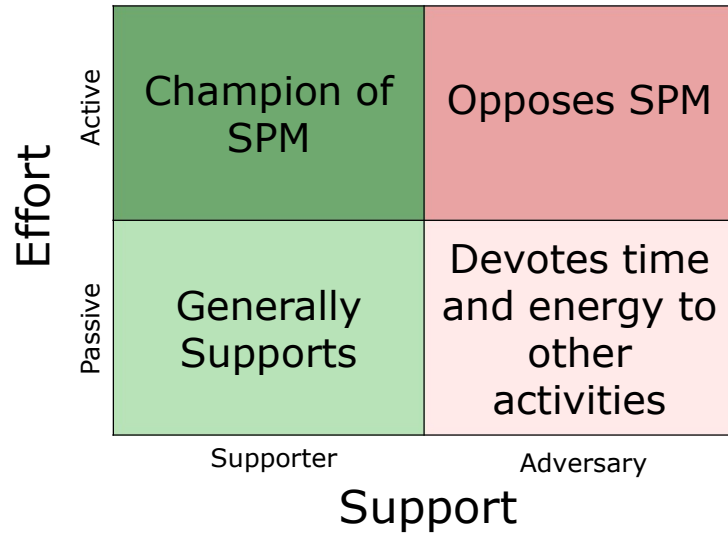 Effort
Active
Champion of
SPM
Opposes SPM
Passive
Generally
Supports
Devotes time
and energy to
other
activities
Supporter
Adversary
Support